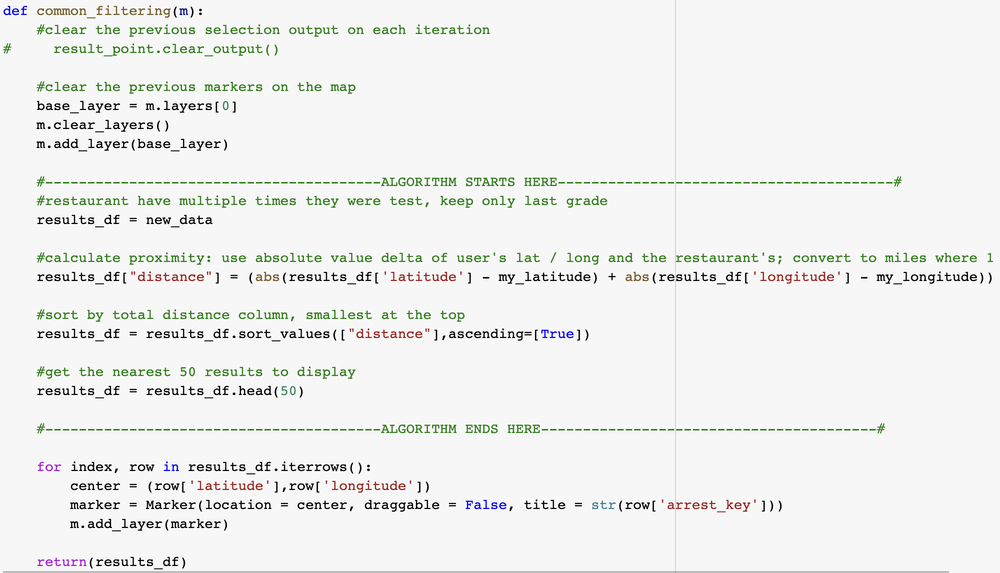 def common_filtering(m):
    #clear the previous selection output on each iteration
#     result_point.clear_output()

    #clear the previous markers on the map
    base_layer = m.layers[0]
    m.clear_layers()
    m.add_layer(base_layer)

    #----------------------------------------ALGORITHM STARTS HERE----------------------------------------#
    #restaurant have multiple times they were test, keep only last grade
    results_df = new_data

    #calculate proximity: use absolute value delta of user's lat / long and the restaurant's; convert to miles where 1
    results_df["distance"] = (abs(results_df['latitude'] - my_latitude) + abs(results_df['longitude'] - my_longitude))

    #sort by total distance column, smallest at the top
    results_df = results_df.sort_values(["distance"],ascending=[True])

    #get the nearest 50 results to display
    results_df = results_df.head(50)

    #----------------------------------------ALGORITHM ENDS HERE----------------------------------------#

    for index, row in results_df.iterrows():
        center = (row['latitude'],row['longitude'])
        marker = Marker(location = center, draggable = False, title = str(row['arrest_key']))
        m.add_layer(marker)

    return(results_df)